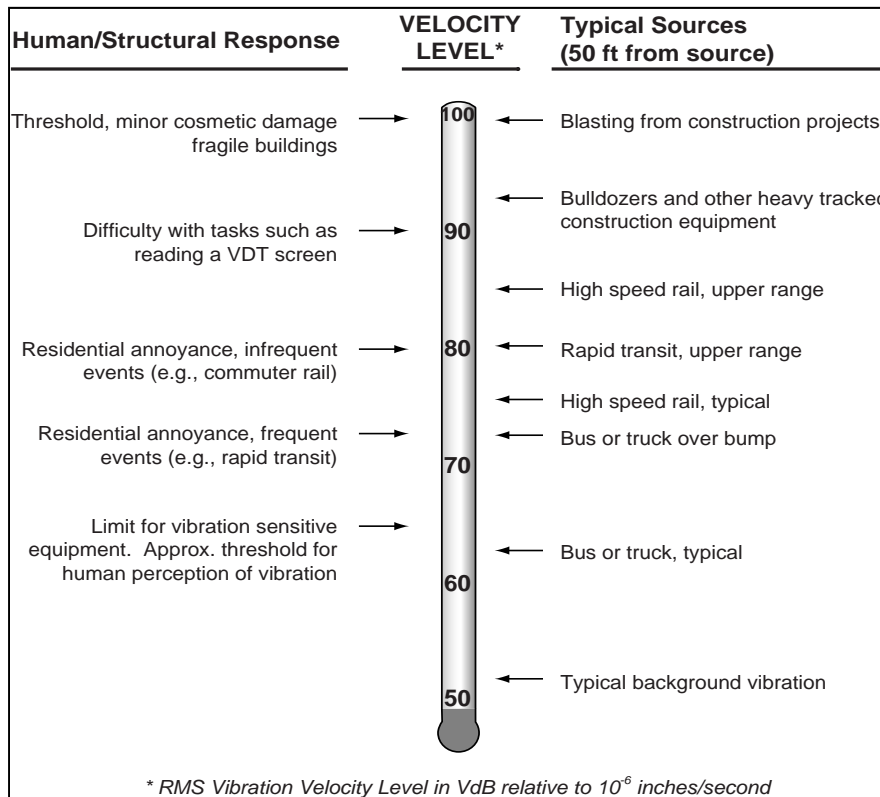 Human/Structural Response
VELOCITY
LEVEL*
Typical Sources
(50 ft from source)
Threshold, minor cosmetic damage
fragile buildings
100
Blasting from construction projects
Bulldozers and other heavy tracked
construction equipment
Difficulty with tasks such as
reading a VDT screen
90
High speed rail, upper range
Residential annoyance, infrequent
events (e.g., commuter rail)
80
Rapid transit, upper range
High speed rail, typical
Residential annoyance, frequent
events (e.g., rapid transit)
Bus or truck over bump
70
Limit for vibration sensitive
equipment. Approx. threshold for
human perception of vibration
Bus or truck, typical
60
Typical background vibration
50
* RMS Vibration Velocity Level in VdB relative to 10⁻⁶ inches/second